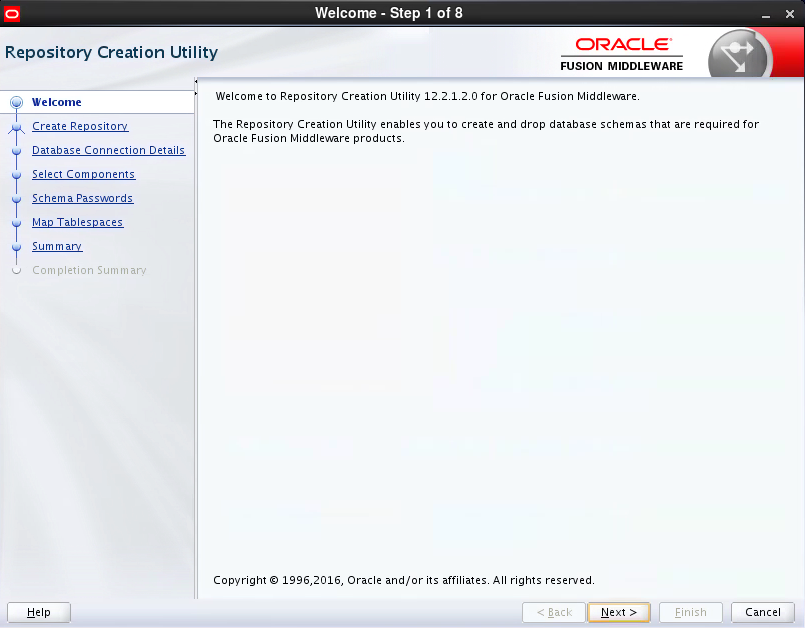 Welcome - Step 1 of 8
Repository Creation Utility
ORACLE
FUSION MIDDLEWARE
Welcome
Create Repository
Database Connection Details
Select Components
Schema Passwords
Map Tablespaces
Summary
Completion Summary
Welcome to Repository Creation Utility 12.2.1.2.0 for Oracle Fusion Middleware.
The Repository Creation Utility enables you to create and drop database schemas that are required for
Oracle Fusion Middleware products.
Copyright © 1996,2016, Oracle and/or its affiliates. All rights reserved.
Help
< Back
Next >
Finish
Cancel